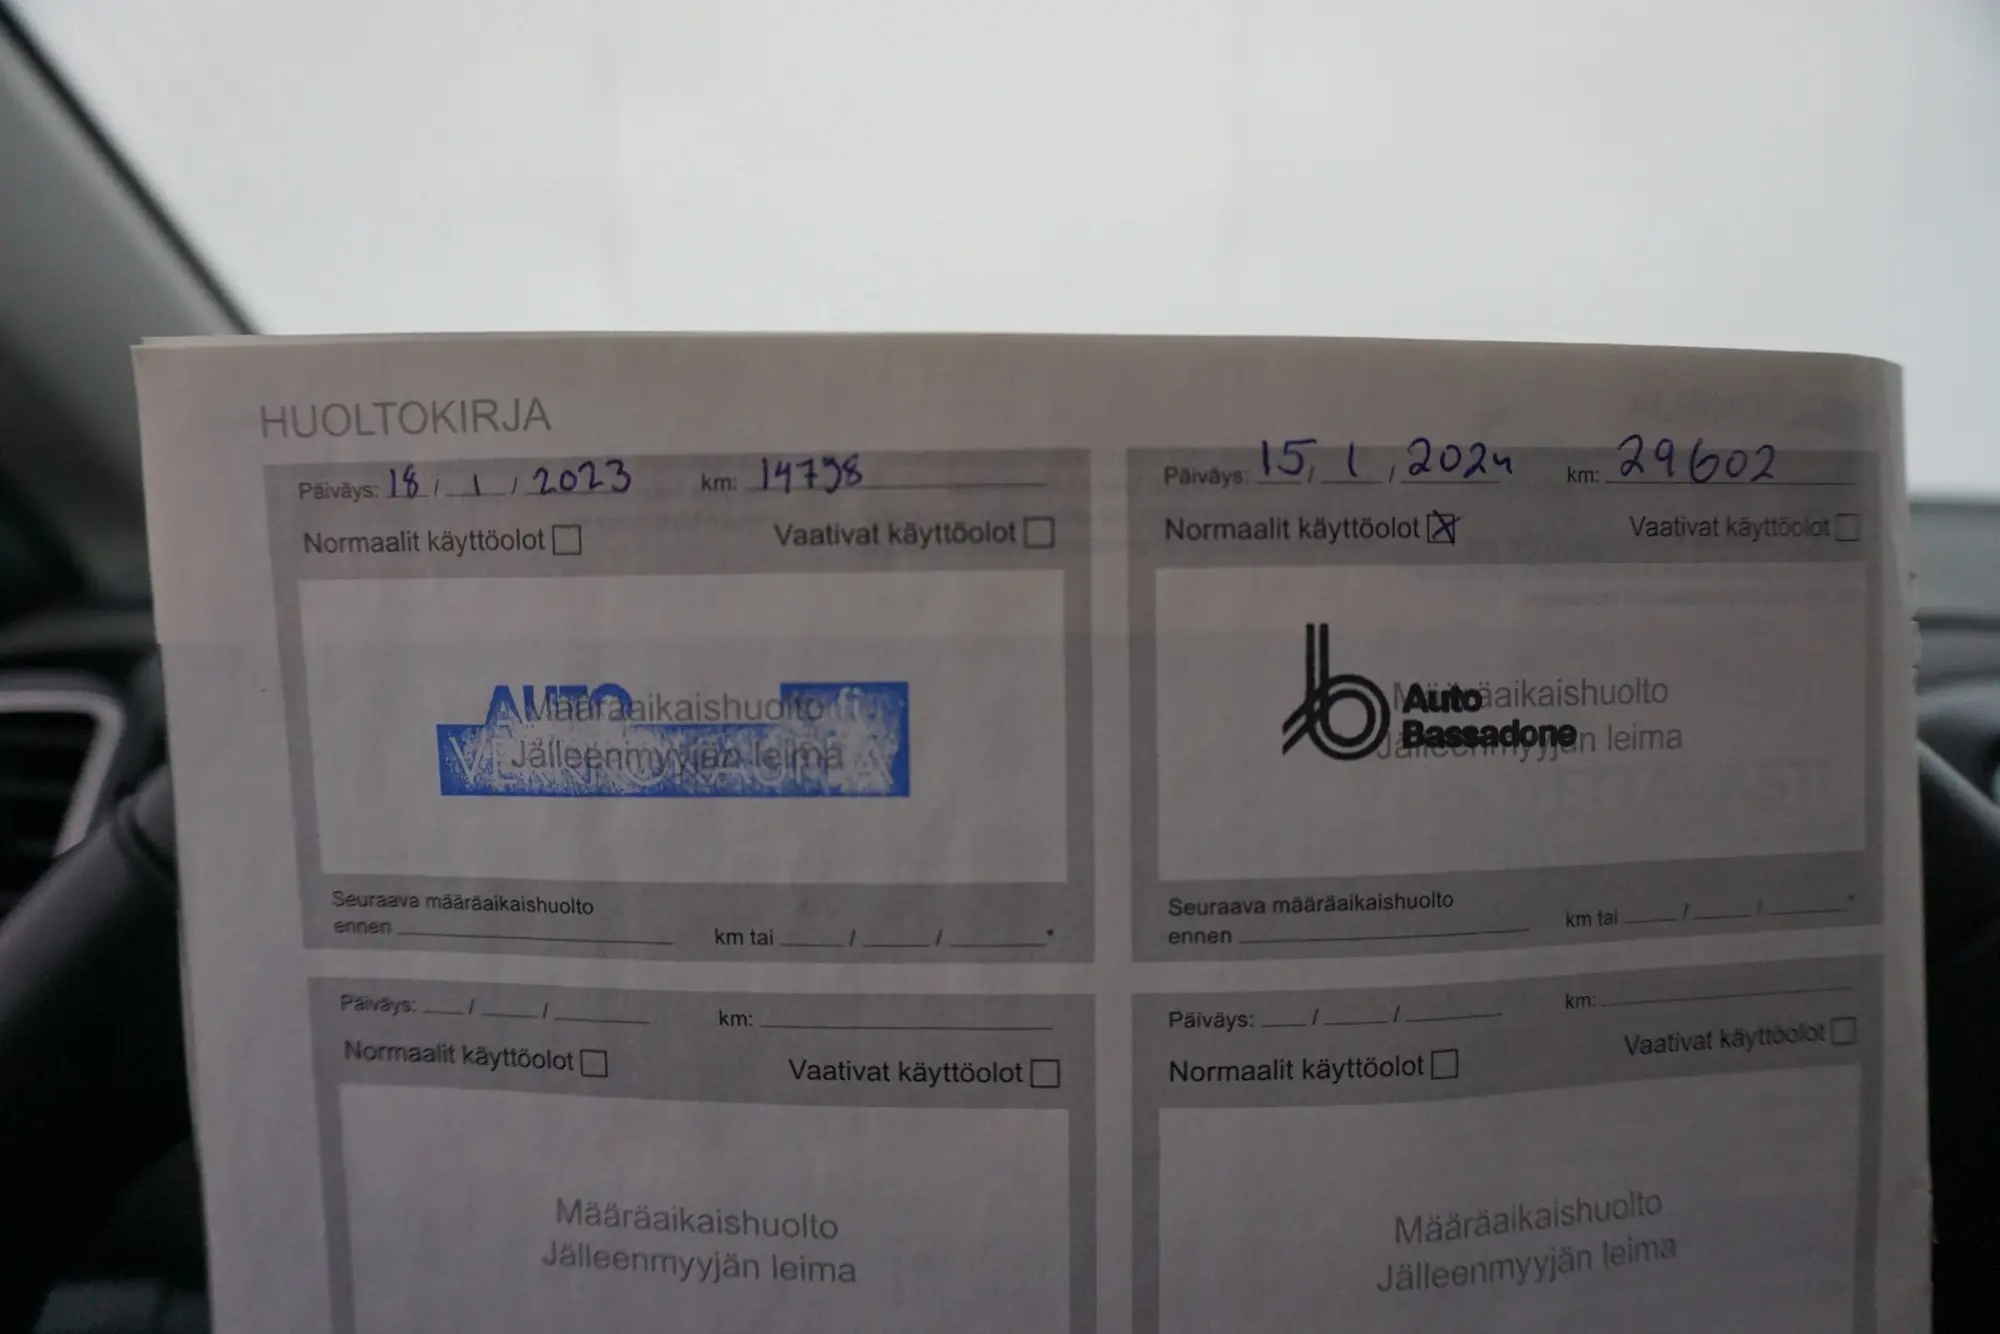 HUOLTOKIRJA
Päiväys: 18 / 1 / 2023 km: 14798
Normaalit käyttöolot Vaativat käyttöolot
AUTO .fi
VERKKOKAUPPA
Määräaikaishuolto
Jälleenmyyjän leima
Seuraava määräaikaishuolto
ennen km tai / / *
Päiväys: 15 / 1 / 2024 km: 29602
Normaalit käyttöolot X Vaativat käyttöolot
Auto
Bassadone
Määräaikaishuolto
Jälleenmyyjän leima
Seuraava määräaikaishuolto
ennen km tai / / *
Päiväys: / / km:
Normaalit käyttöolot Vaativat käyttöolot
Määräaikaishuolto
Jälleenmyyjän leima
Päiväys: / / km:
Normaalit käyttöolot Vaativat käyttöolot
Määräaikaishuolto
Jälleenmyyjän leima